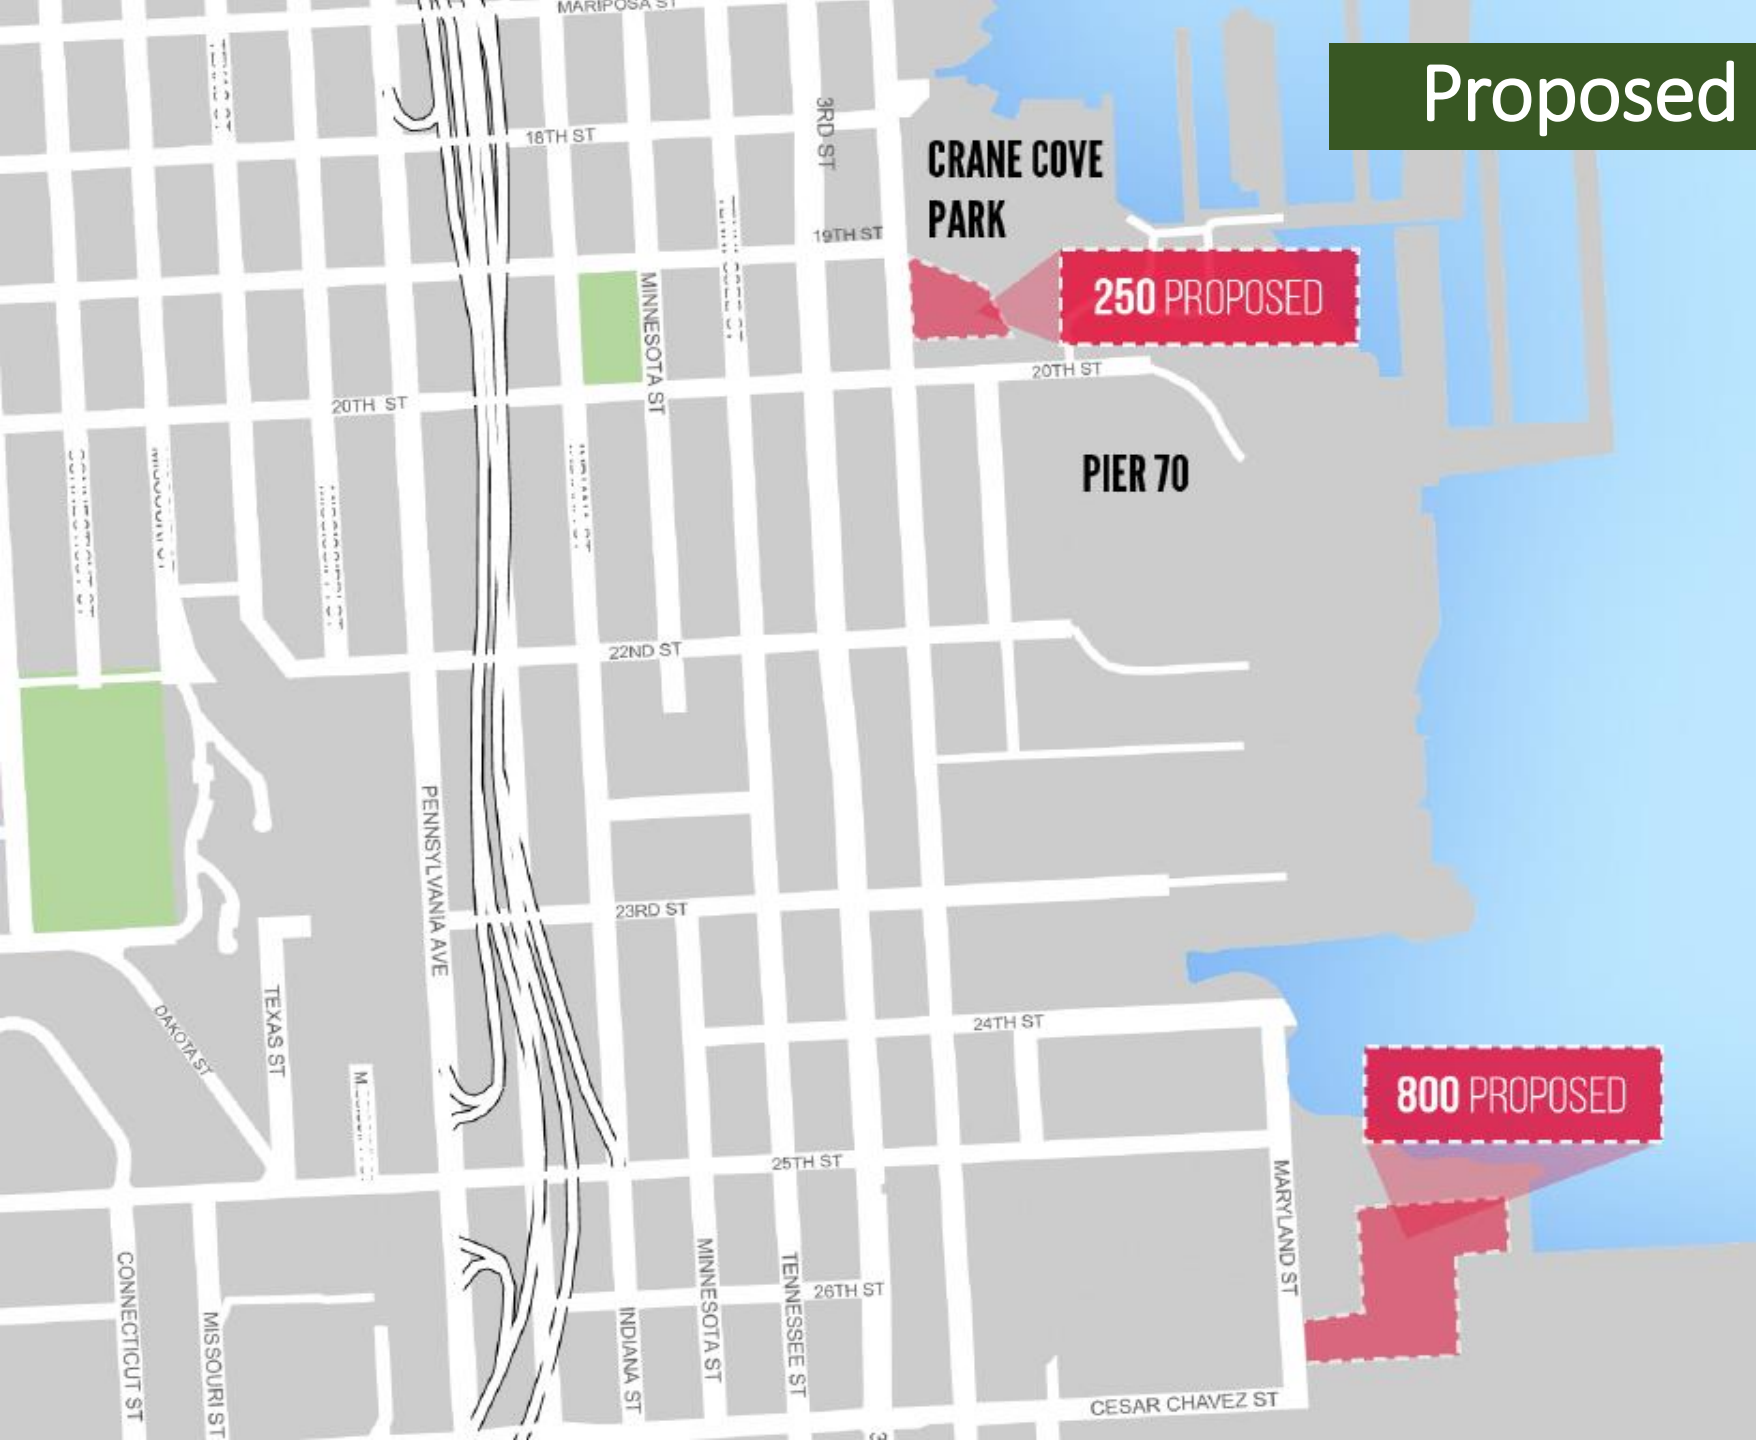 MARIPOSA ST
Proposed
18TH ST
3RD ST
CRANE COVE
PARK
19TH ST
250 PROPOSED
MINNESOTA ST
20TH ST
20TH ST
PIER 70
22ND ST
PENNSYLVANIA AVE
23RD ST
TEXAS ST
DAKOTA ST
24TH ST
800 PROPOSED
25TH ST
MARYLAND ST
CONNECTICUT ST
MISSOURI ST
MINNESOTA ST
TENNESSEE ST
26TH ST
INDIANA ST
CESAR CHAVEZ ST